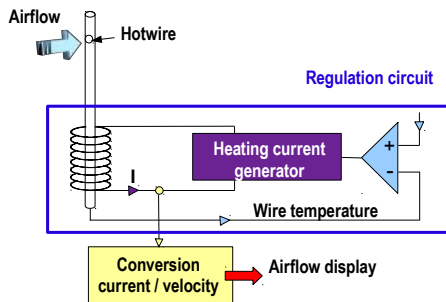 Airflow
Hotwire
Regulation circuit
Heating current
generator
+
-
I
Wire temperature
Conversion
current / velocity
Airflow display